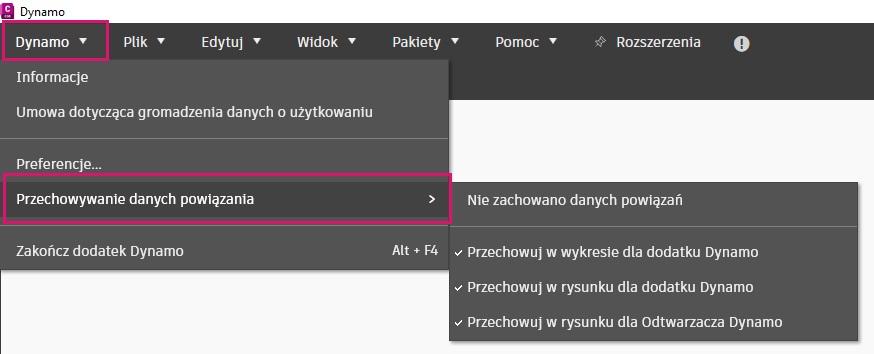 C
C3D
Dynamo
Dynamo Plik Edytuj Widok Pakiety Pomoc Rozszerzenia
Informacje
Umowa dotycząca gromadzenia danych o użytkowaniu
Preferencje...
Przechowywanie danych powiązania >
Nie zachowano danych powiązań
Zakończ dodatek Dynamo Alt + F4
Przechowuj w wykresie dla dodatku Dynamo
Przechowuj w rysunku dla dodatku Dynamo
Przechowuj w rysunku dla Odtwarzacza Dynamo